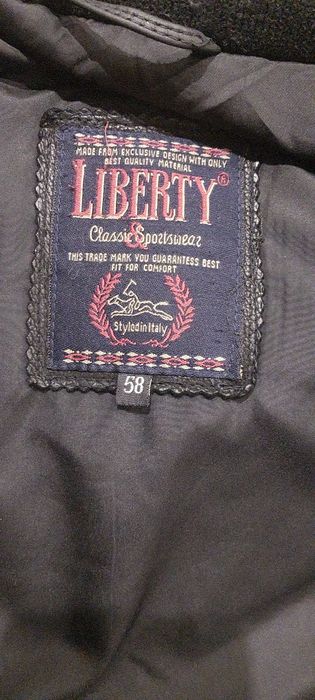 MADE FROM EXCLUSIVE DESIGN WITH ONLY
BEST QUALITY MATERIAL
LIBERTY®
&
Classic Sportswear
THIS TRADE MARK YOU GUARANTESS BEST
FIT FOR COMFORT
Styled in Italy
58